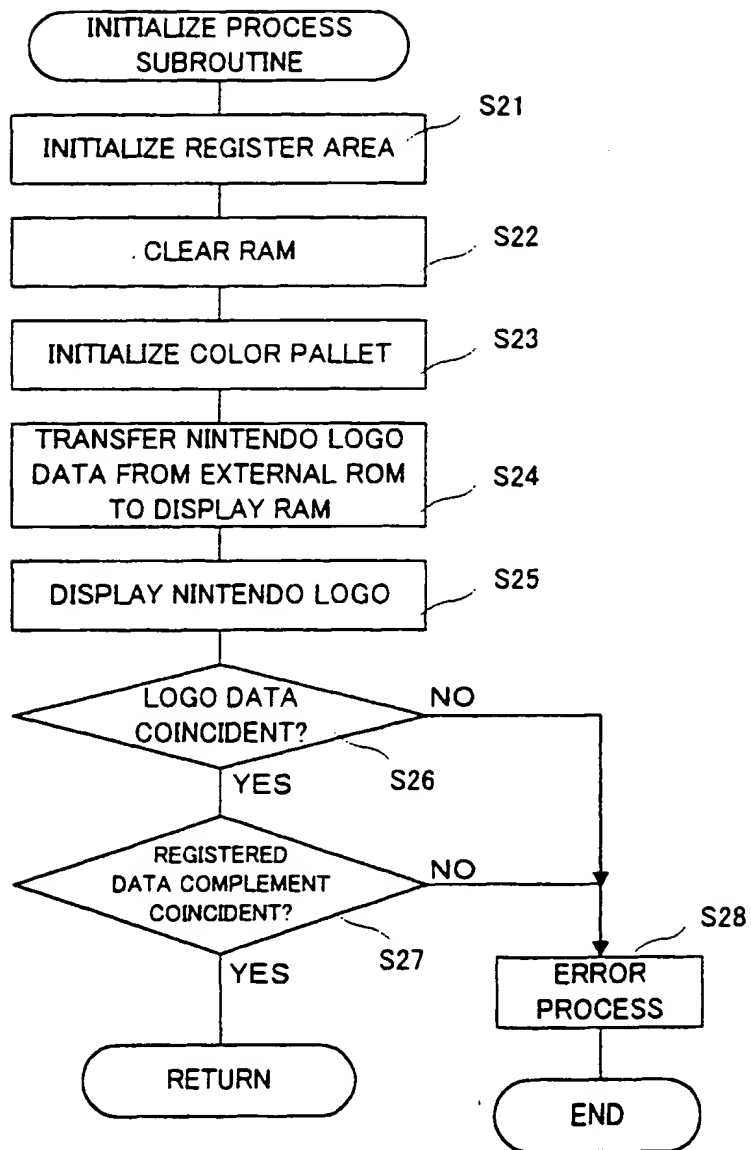 INITIALIZE PROCESS
SUBROUTINE
S21
INITIALIZE REGISTER AREA
S22
CLEAR RAM
S23
INITIALIZE COLOR PALLET
TRANSFER NINTENDO LOGO
DATA FROM EXTERNAL ROM
TO DISPLAY RAM
S24
S25
DISPLAY NINTENDO LOGO
LOGO DATA
COINCIDENT?
NO
S26
YES
REGISTERED
DATA COMPLEMENT
COINCIDENT?
NO
S27
YES
S28
ERROR
PROCESS
RETURN
END